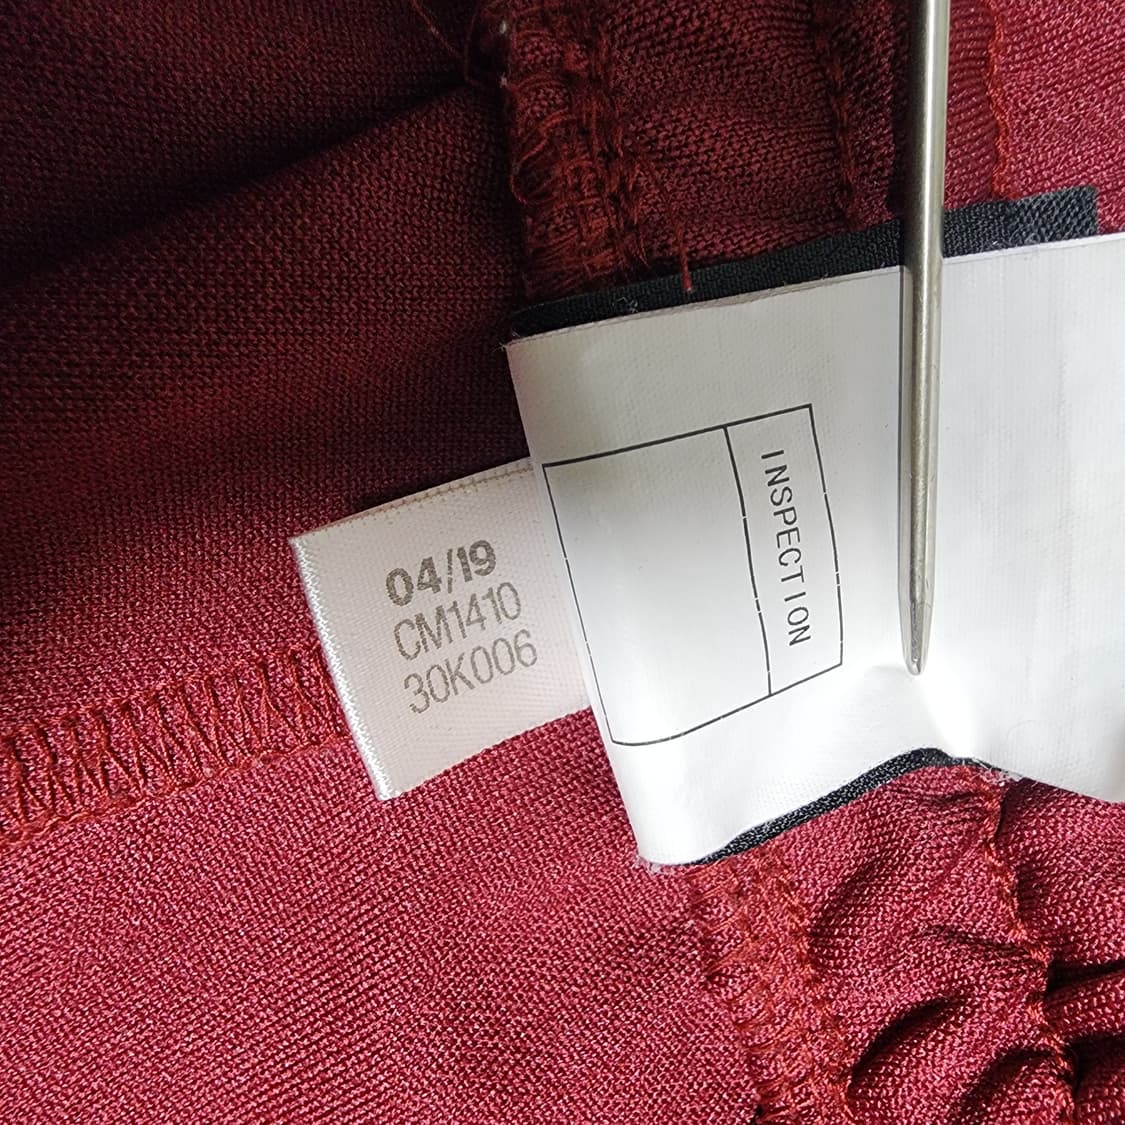 04/19
CM1410
30K006
INSPECTION